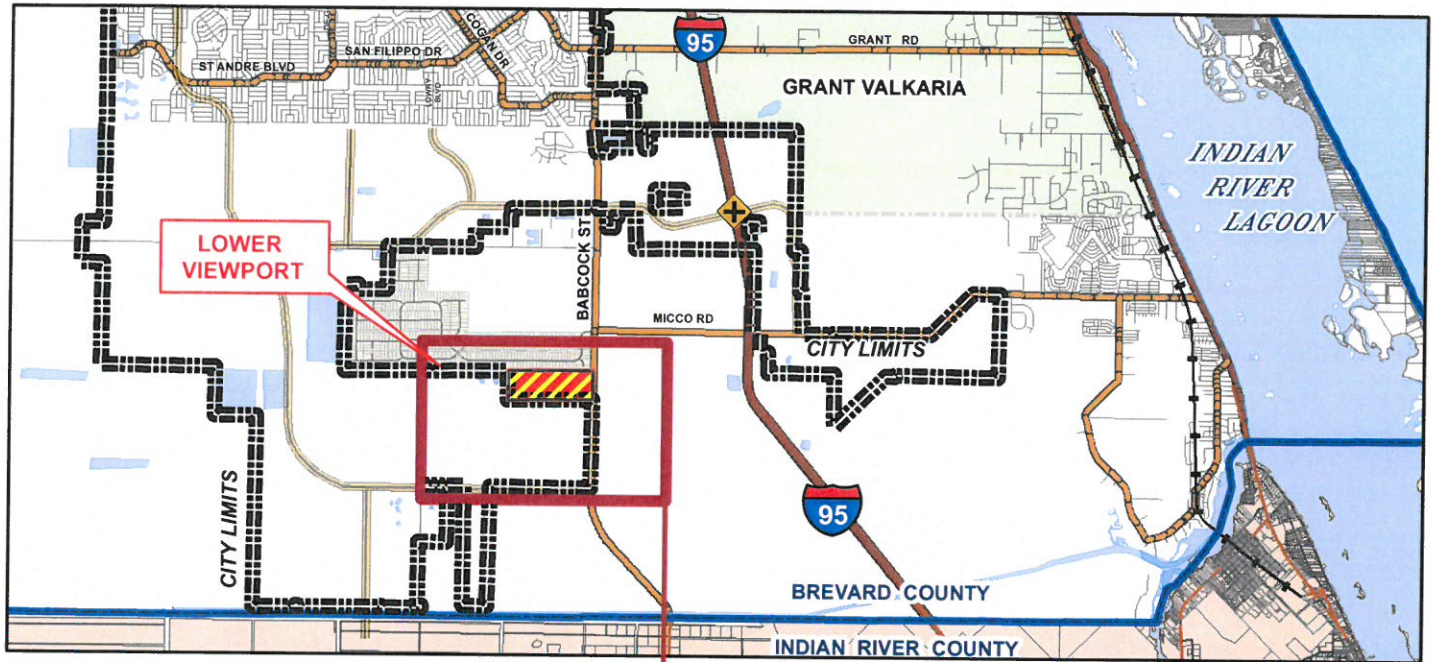 SAN FILIPPO DR
COGAN DR
ST ANDRE BLVD
LOWRY
BLVD
95
GRANT RD
GRANT VALKARIA
INDIAN
RIVER
LAGOON
LOWER
VIEWPORT
BABCOCK ST
MICCO RD
CITY LIMITS
CITY LIMITS
95
BREVARD COUNTY
INDIAN RIVER COUNTY